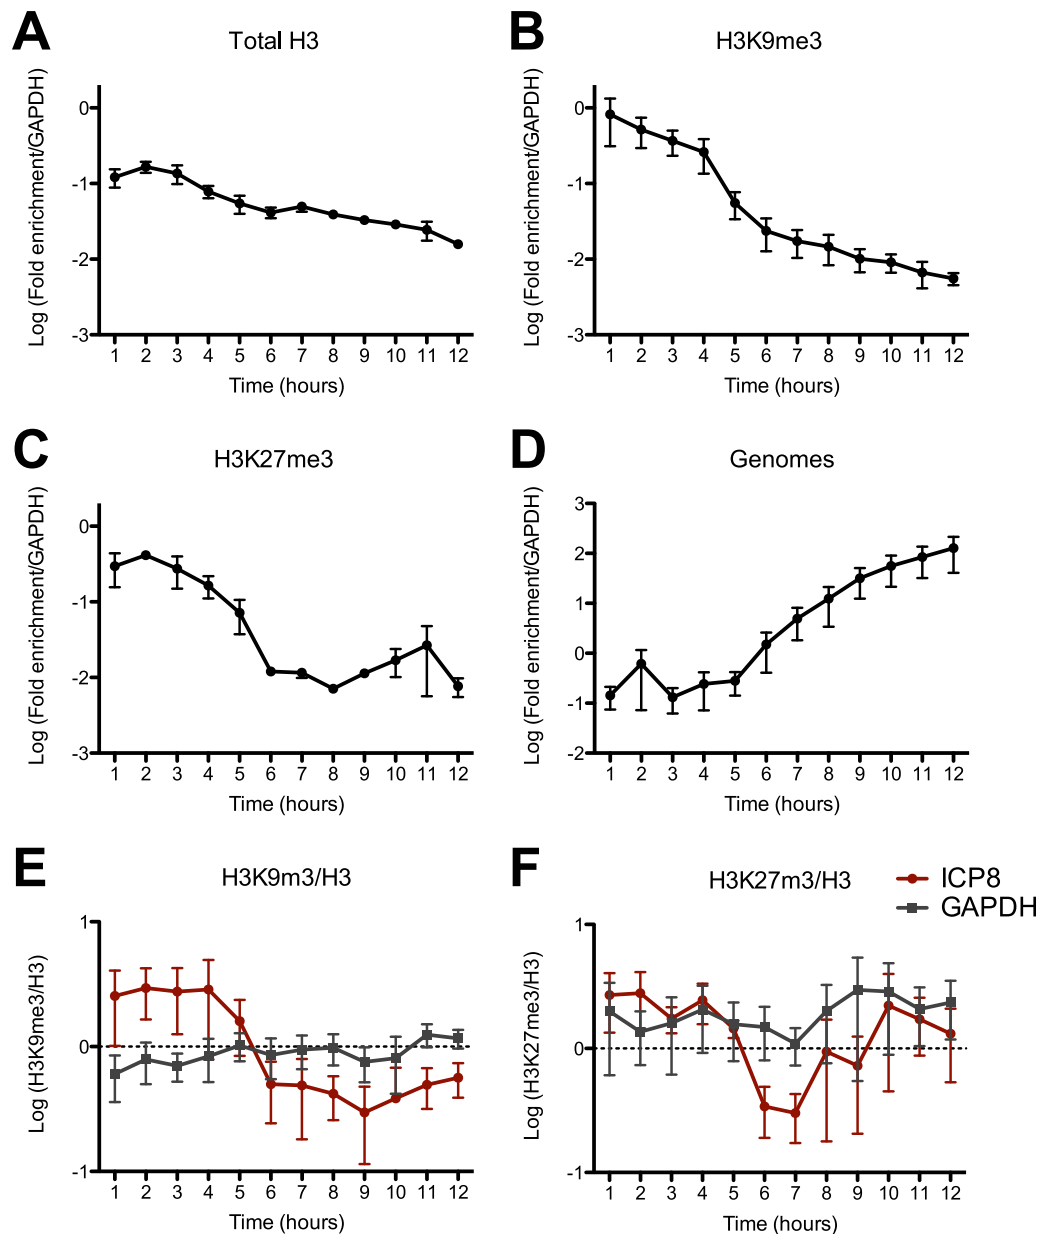 A
Total H3
Log (Fold enrichment/GAPDH)
0
-1
-2
-3
1 2 3 4 5 6 7 8 9 10 11 12
Time (hours)
B
H3K9me3
Log (Fold enrichment/GAPDH)
0
-1
-2
-3
1 2 3 4 5 6 7 8 9 10 11 12
Time (hours)
C
H3K27me3
Log (Fold enrichment/GAPDH)
0
-1
-2
-3
1 2 3 4 5 6 7 8 9 10 11 12
Time (hours)
D
Genomes
Log (Fold enrichment/GAPDH)
3
2
1
0
-1
-2
1 2 3 4 5 6 7 8 9 10 11 12
Time (hours)
E
H3K9m3/H3
Log (H3K9me3/H3)
1
0
-1
1 2 3 4 5 6 7 8 9 10 11 12
Time (hours)
F
H3K27m3/H3
ICP8
GAPDH
Log (H3K27me3/H3)
1
0
-1
1 2 3 4 5 6 7 8 9 10 11 12
Time (hours)